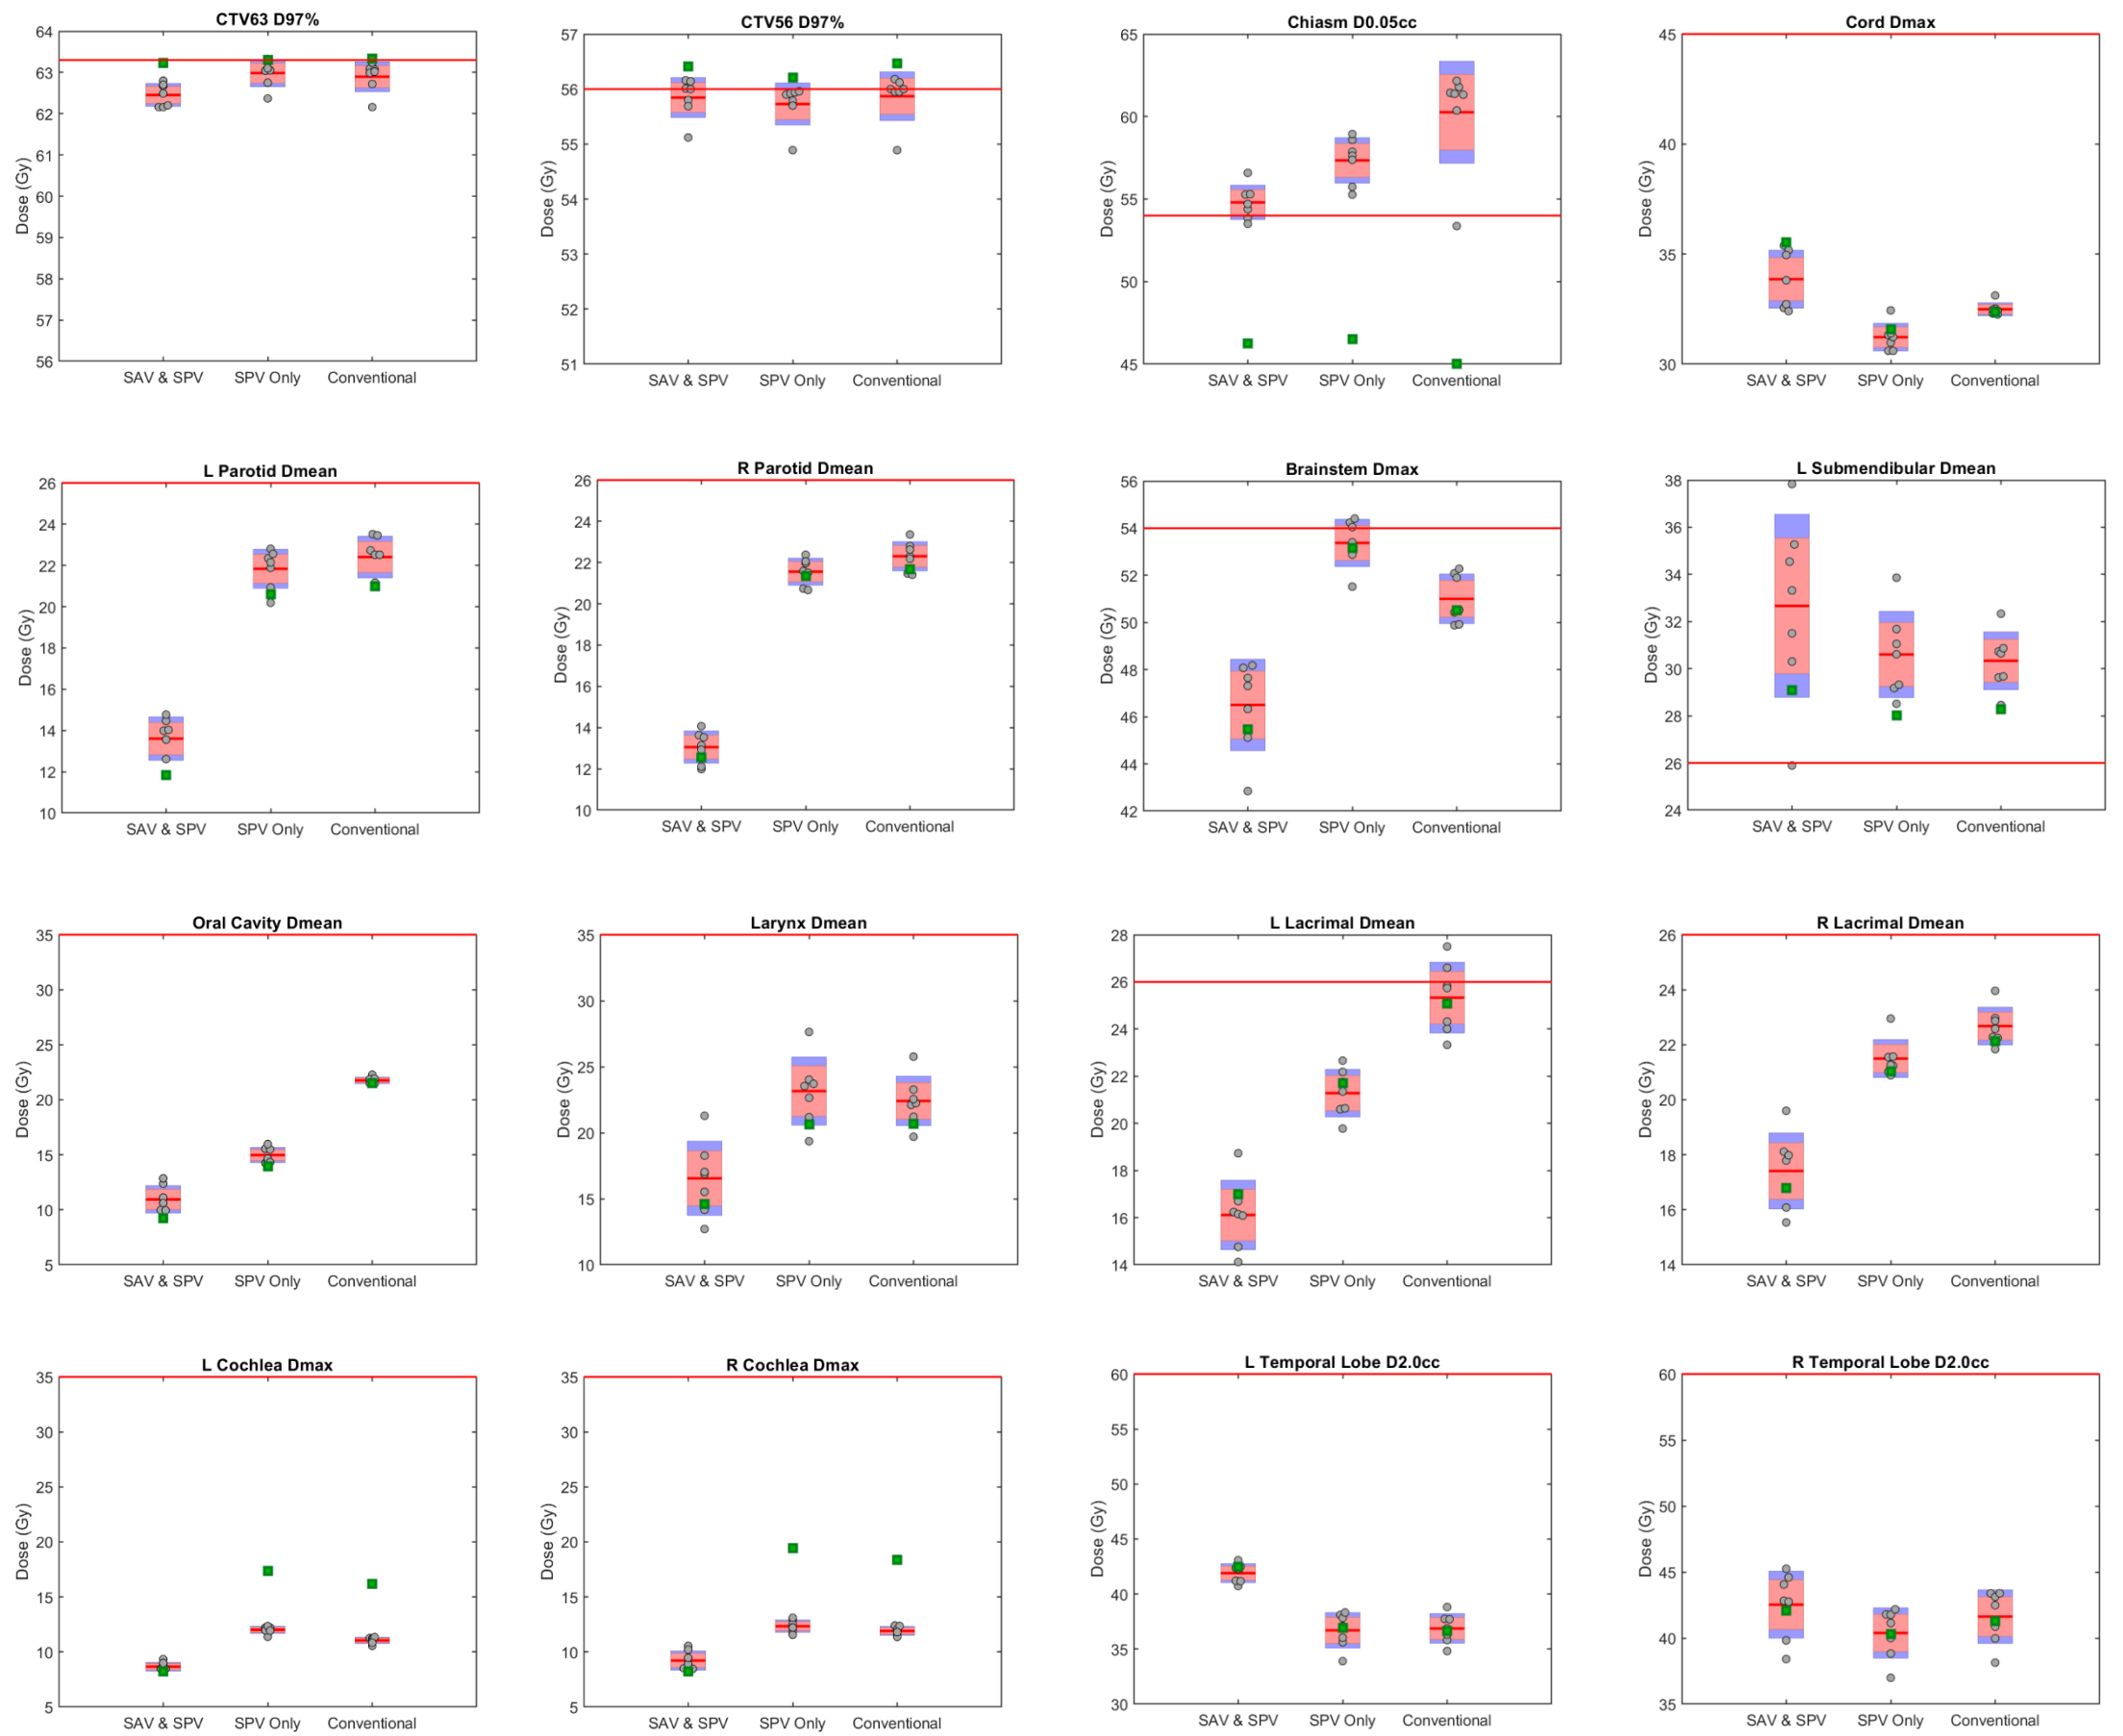 CTV63 D97%
64
63
62
61
60
59
58
57
56
Dose (Gy)
SAV & SPV SPV Only Conventional
CTV56 D97%
57
56
55
54
53
52
51
Dose (Gy)
SAV & SPV SPV Only Conventional
Chiasm D0.05cc
65
60
55
50
45
Dose (Gy)
SAV & SPV SPV Only Conventional
Cord Dmax
45
40
35
30
Dose (Gy)
SAV & SPV SPV Only Conventional
L Parotid Dmean
26
24
22
20
18
16
14
12
10
Dose (Gy)
SAV & SPV SPV Only Conventional
R Parotid Dmean
26
24
22
20
18
16
14
12
10
Dose (Gy)
SAV & SPV SPV Only Conventional
Brainstem Dmax
56
54
52
50
48
46
44
42
Dose (Gy)
SAV & SPV SPV Only Conventional
L Submendibular Dmean
38
36
34
32
30
28
26
24
Dose (Gy)
SAV & SPV SPV Only Conventional
Oral Cavity Dmean
35
30
25
20
15
10
5
Dose (Gy)
SAV & SPV SPV Only Conventional
Larynx Dmean
35
30
25
20
15
10
Dose (Gy)
SAV & SPV SPV Only Conventional
L Lacrimal Dmean
28
26
24
22
20
18
16
14
Dose (Gy)
SAV & SPV SPV Only Conventional
R Lacrimal Dmean
26
24
22
20
18
16
14
Dose (Gy)
SAV & SPV SPV Only Conventional
L Cochlea Dmax
35
30
25
20
15
10
5
Dose (Gy)
SAV & SPV SPV Only Conventional
R Cochlea Dmax
35
30
25
20
15
10
5
Dose (Gy)
SAV & SPV SPV Only Conventional
L Temporal Lobe D2.0cc
60
55
50
45
40
35
30
Dose (Gy)
SAV & SPV SPV Only Conventional
R Temporal Lobe D2.0cc
60
55
50
45
40
35
Dose (Gy)
SAV & SPV SPV Only Conventional